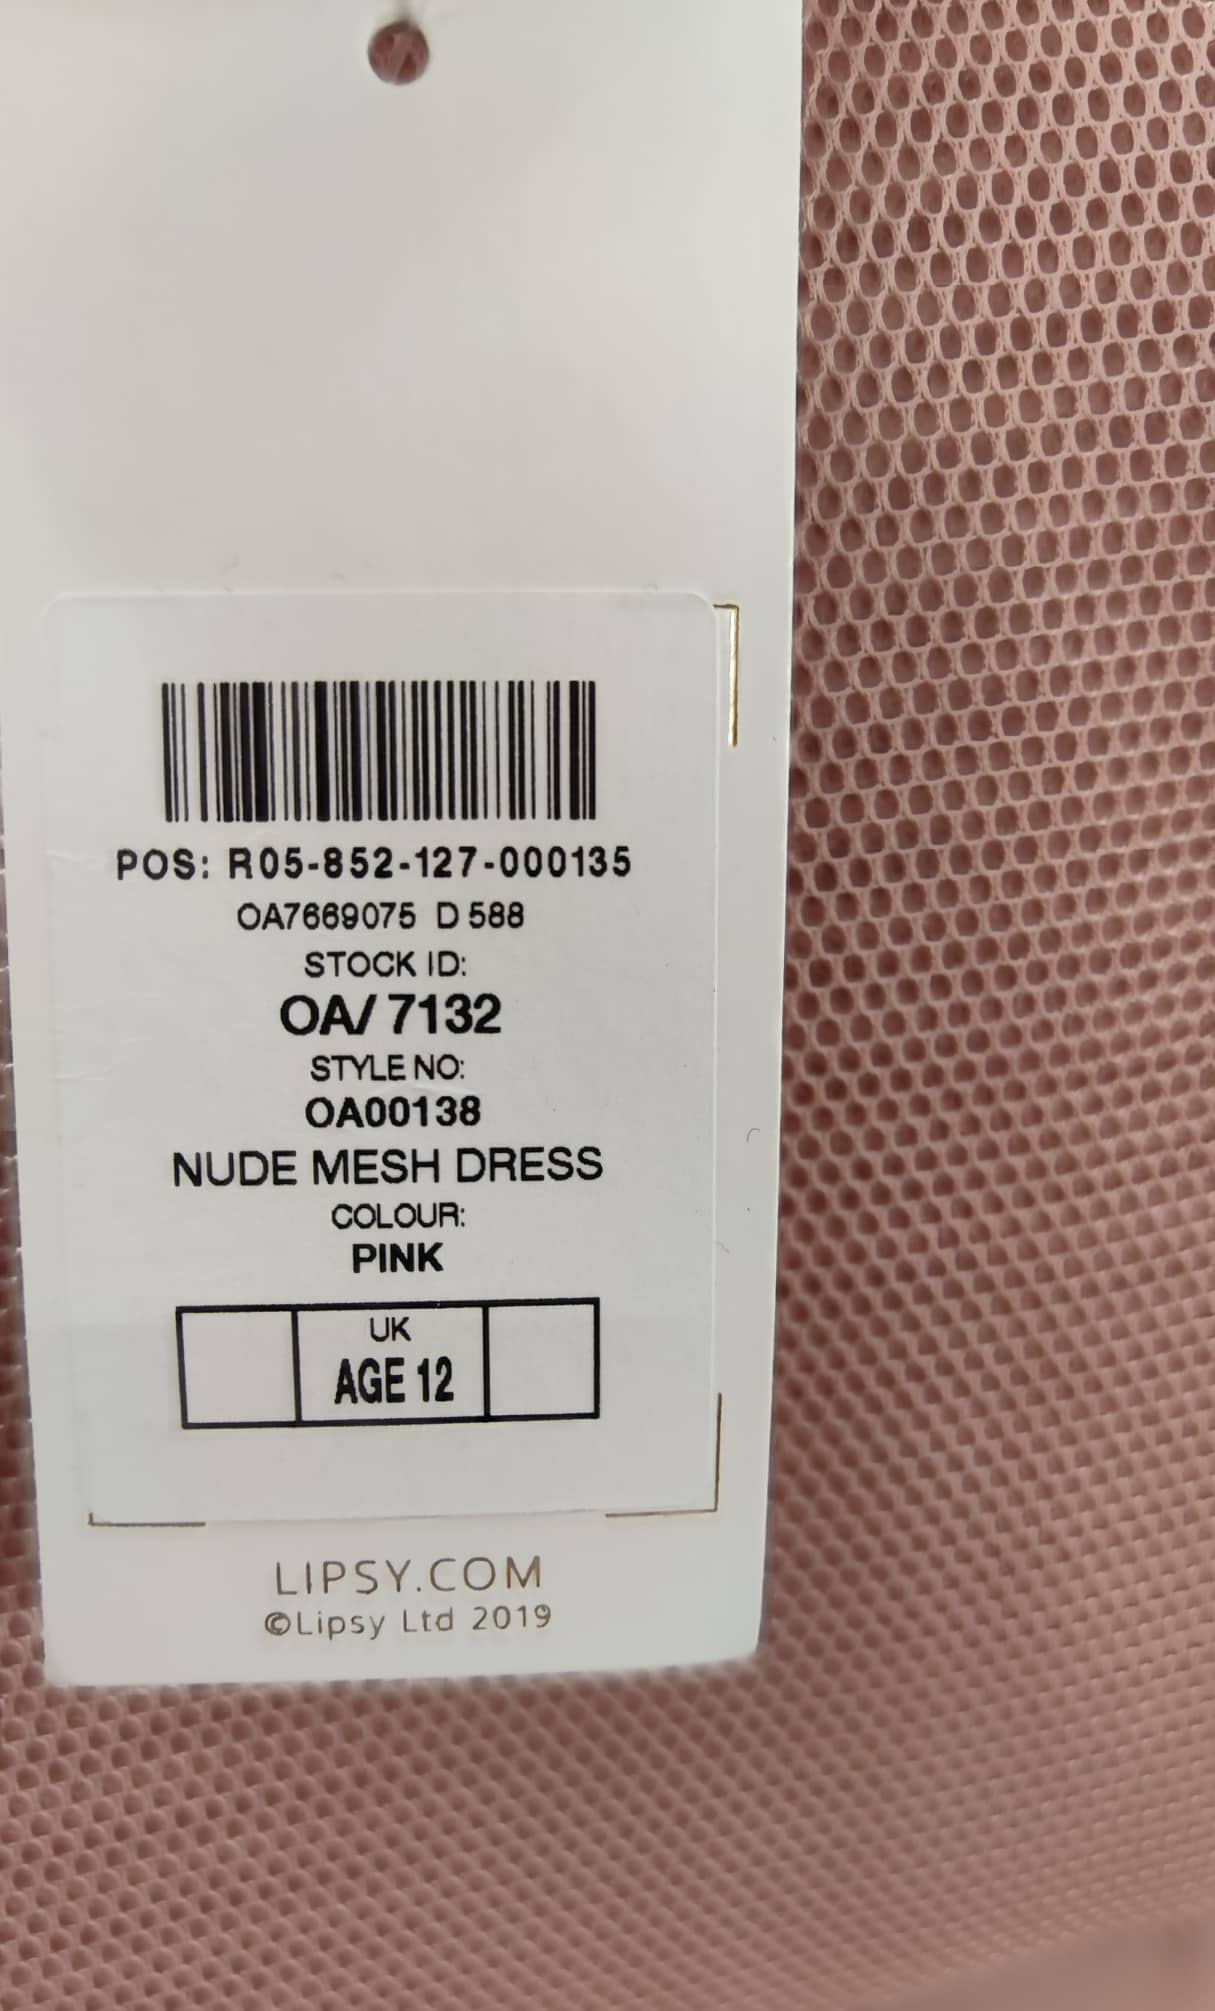 POS: R05-852-127-000135
OA7669075 D 588
STOCK ID:
OA/ 7132
STYLE NO:
OA00138
NUDE MESH DRESS
COLOUR:
PINK
UK
AGE 12
LIPSY.COM
©Lipsy Ltd 2019